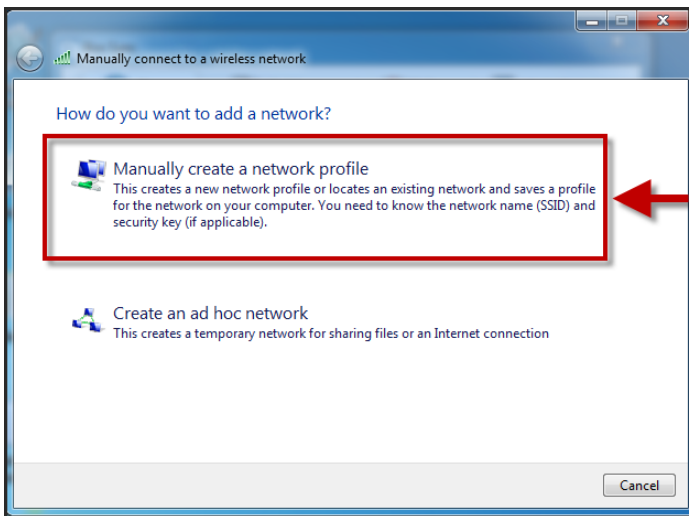 Manually connect to a wireless network
How do you want to add a network?
Manually create a network profile
This creates a new network profile or locates an existing network and saves a profile
for the network on your computer. You need to know the network name (SSID) and
security key (if applicable).
Create an ad hoc network
This creates a temporary network for sharing files or an Internet connection
Cancel